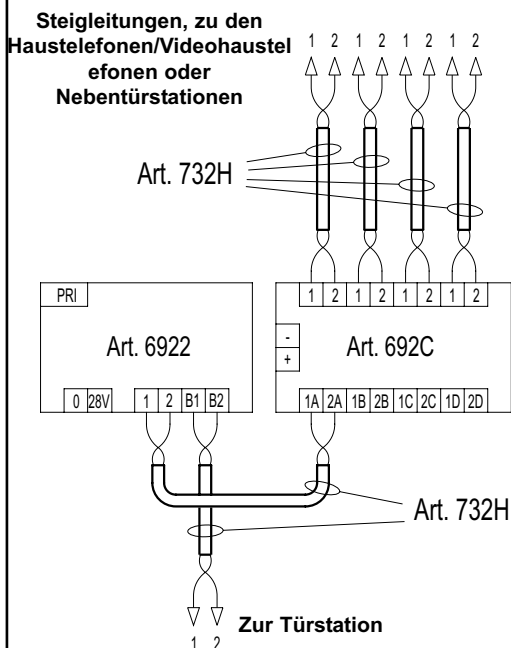 Steigleitungen, zu den
Haustelefonen/Videohaustel
efonen oder
Nebentürstationen
1 2 1 2 1 2 1 2
Art. 732H
PRI
1 2 1 2 1 2 1 2
Art. 6922
-
+
Art. 692C
0 28V 1 2 B1 B2
1A 2A 1B 2B 1C 2C 1D 2D
Art. 732H
Zur Türstation
1 2